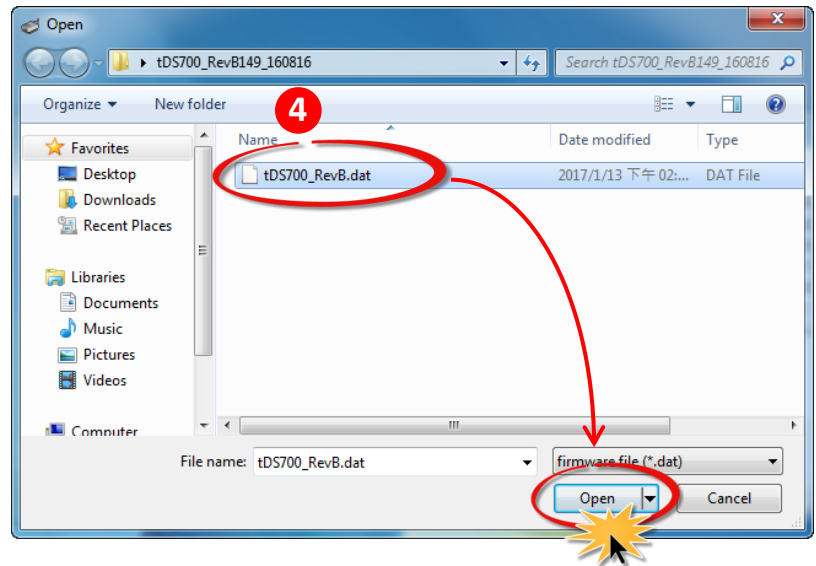 Open
tDS700_RevB149_160816
Search tDS700_RevB149_160816
Organize
New folder
4
Name
Date modified
Type
Favorites
Desktop
Downloads
Recent Places
Libraries
Documents
Music
Pictures
Videos
Computer
tDS700_RevB.dat
2017/1/13 下午 02:...
DAT File
File name:
tDS700_RevB.dat
firmware file (*.dat)
Open
Cancel